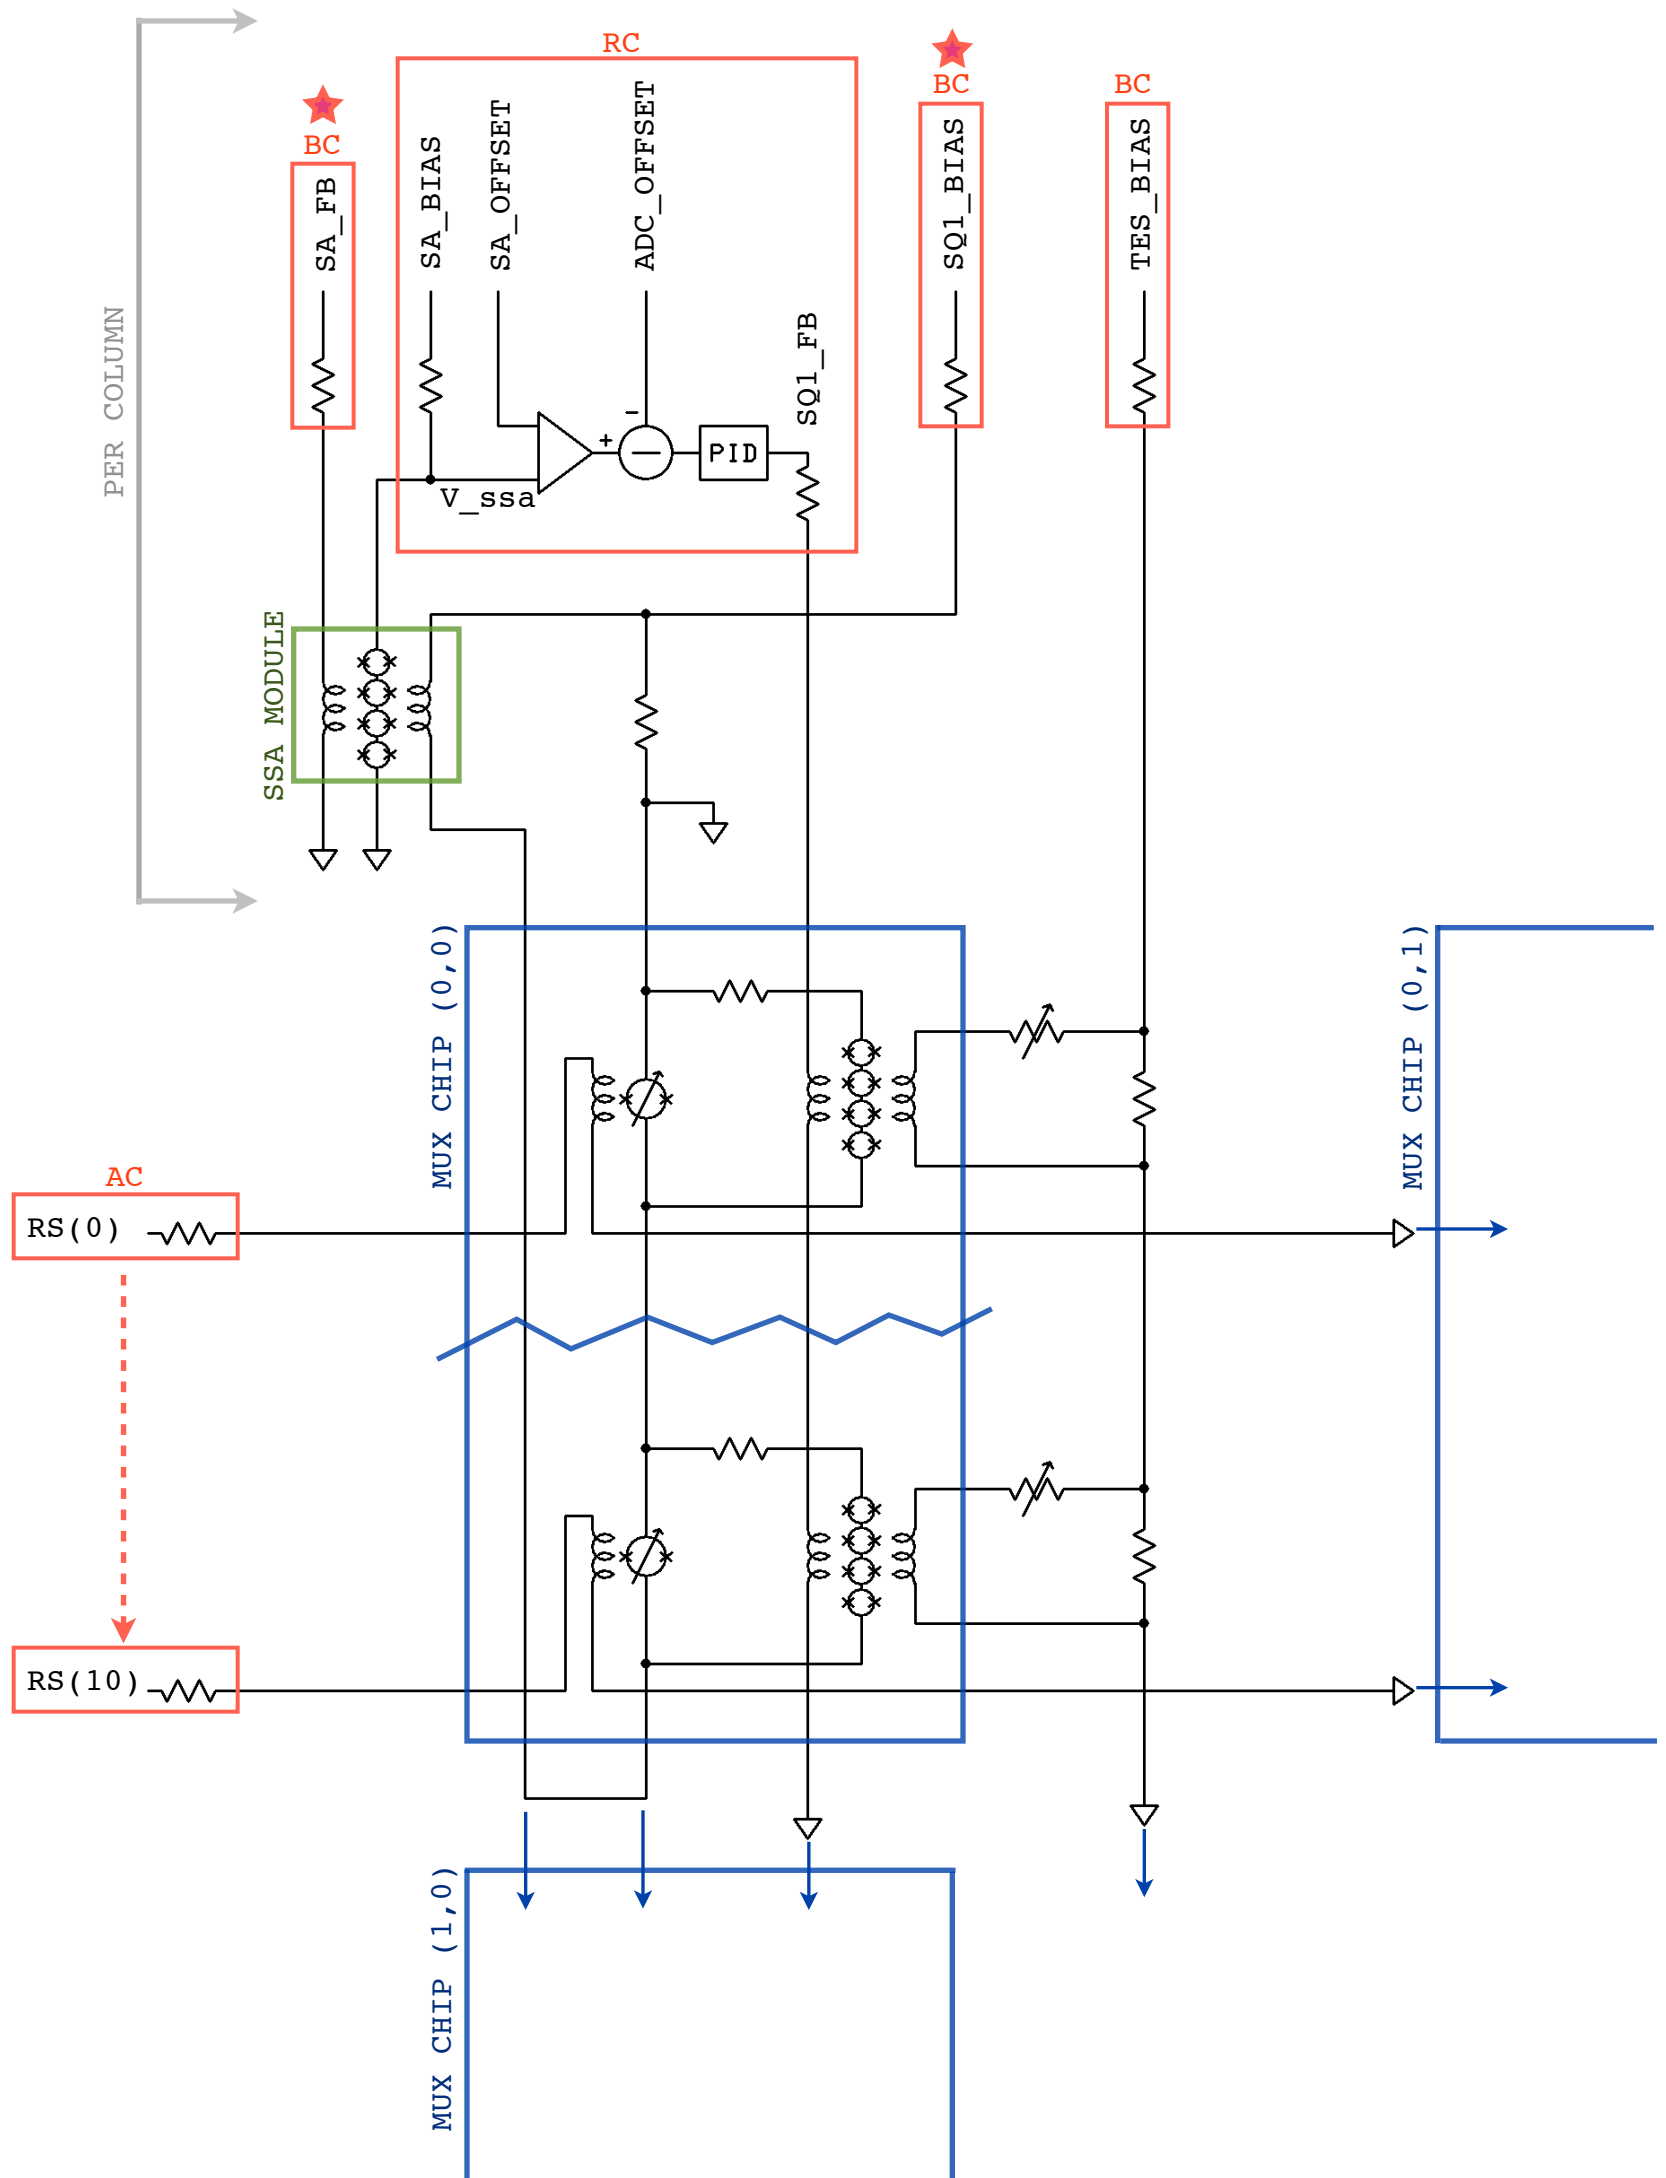 RC
BC
BC
BC
SA_FB
SA_BIAS
SA_OFFSET
ADC_OFFSET
SQ1_BIAS
TES_BIAS
PER COLUMN
SQ1_FB
-
+
PID
V_ssa
SSA MODULE
MUX CHIP (0,0)
MUX CHIP (0,1)
AC
RS(0)
RS(10)
MUX CHIP (1,0)